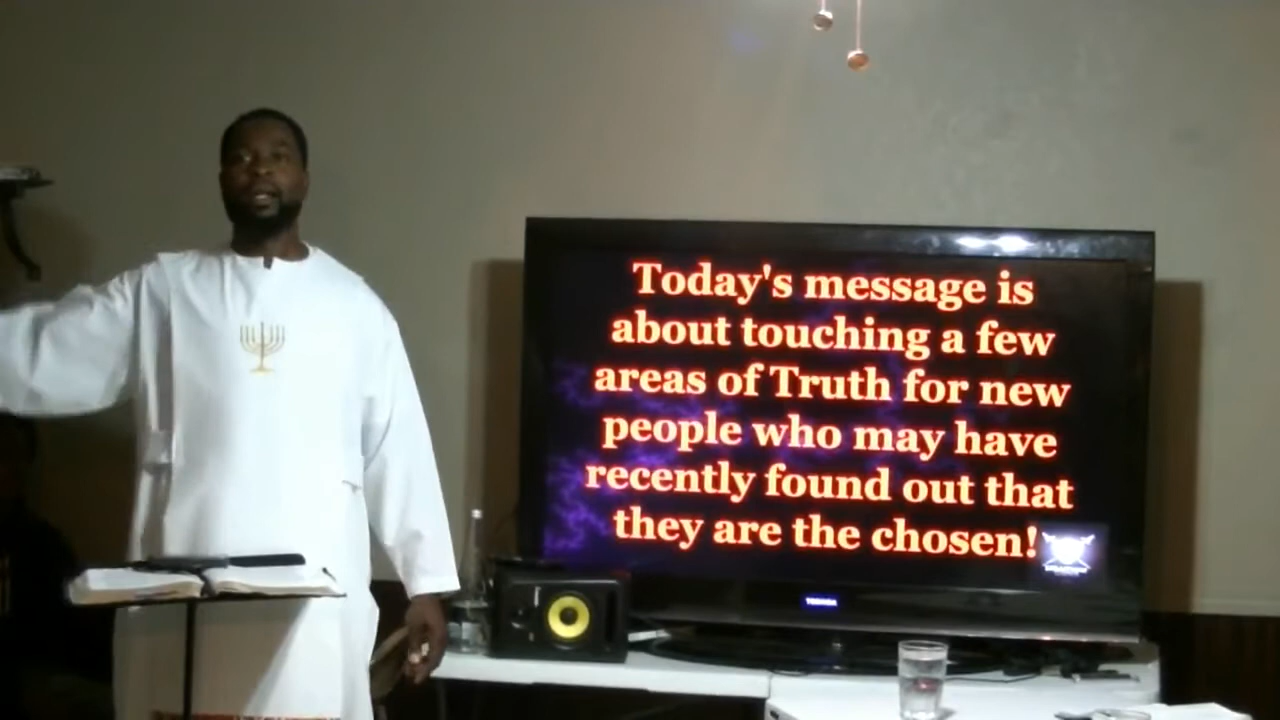 Today's message is
about touching a few
areas of Truth for new
people who may have
recently found out that
they are the chosen!
TOSHIBA